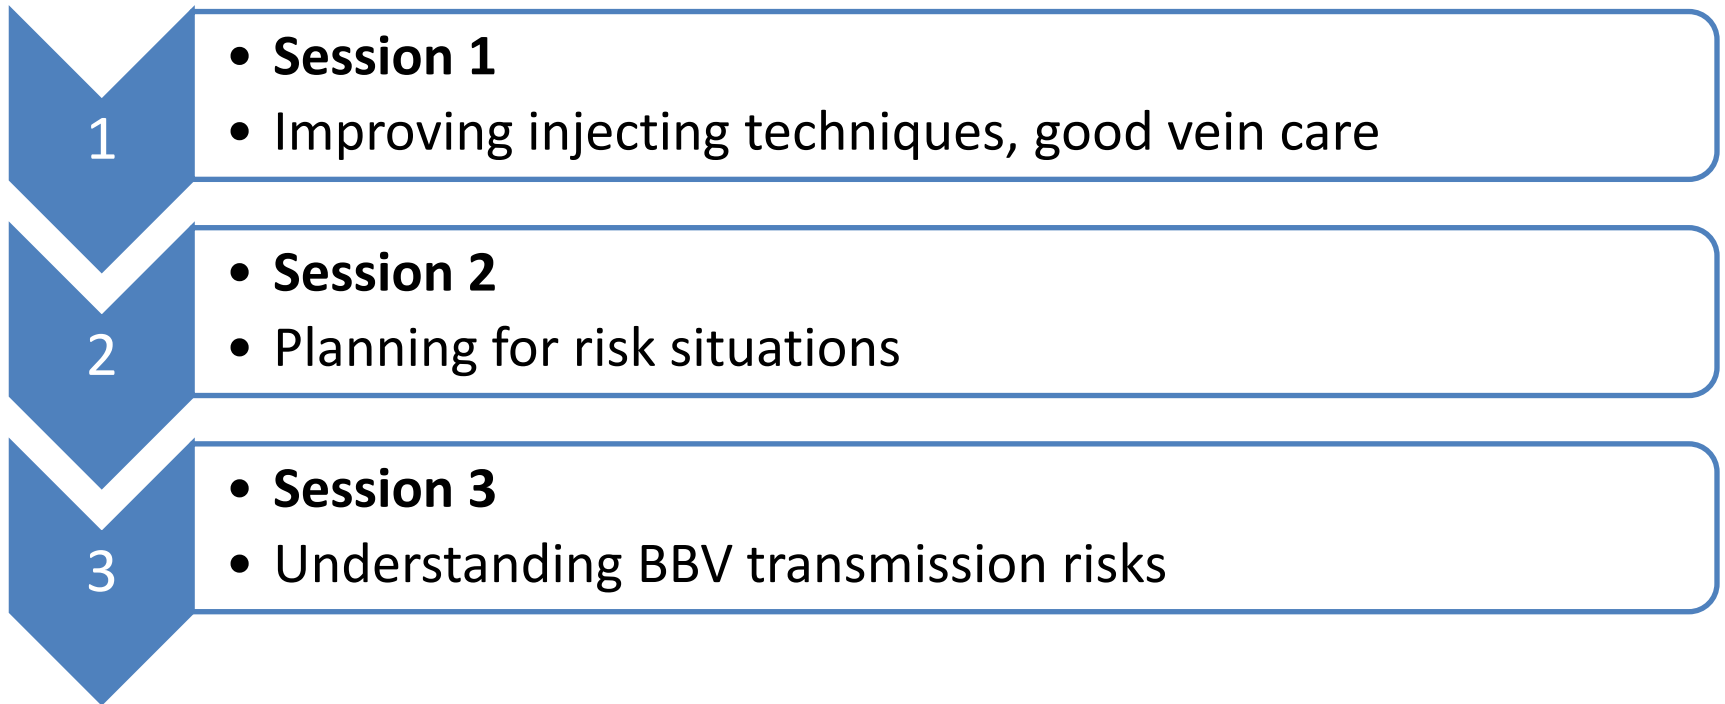 1
• Session 1
• Improving injecting techniques, good vein care
2
• Session 2
• Planning for risk situations
3
• Session 3
• Understanding BBV transmission risks